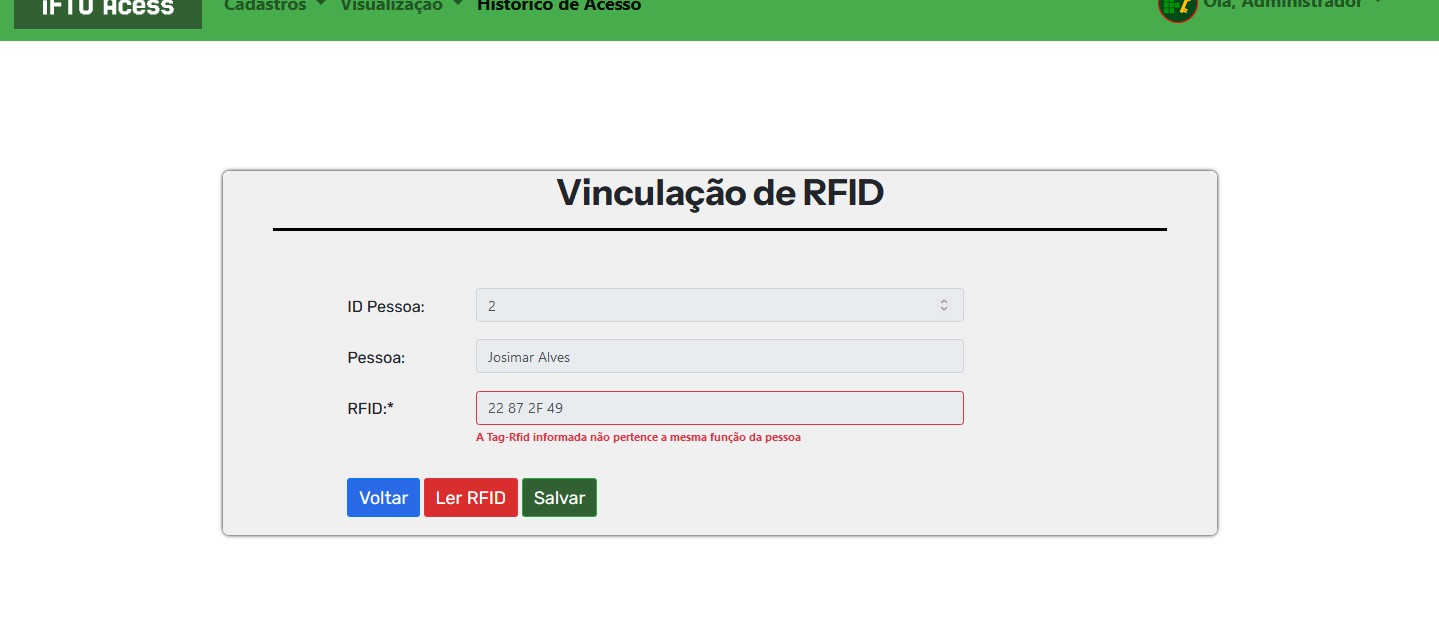 IFTO Acess
Cadastros Visualização Histórico de Acesso
Olá, Administrador
Vinculação de RFID
ID Pessoa: 2
Pessoa: Josimar Alves
RFID:* 22 87 2F 49
A Tag-Rfid informada não pertence a mesma função da pessoa
Voltar Ler RFID Salvar